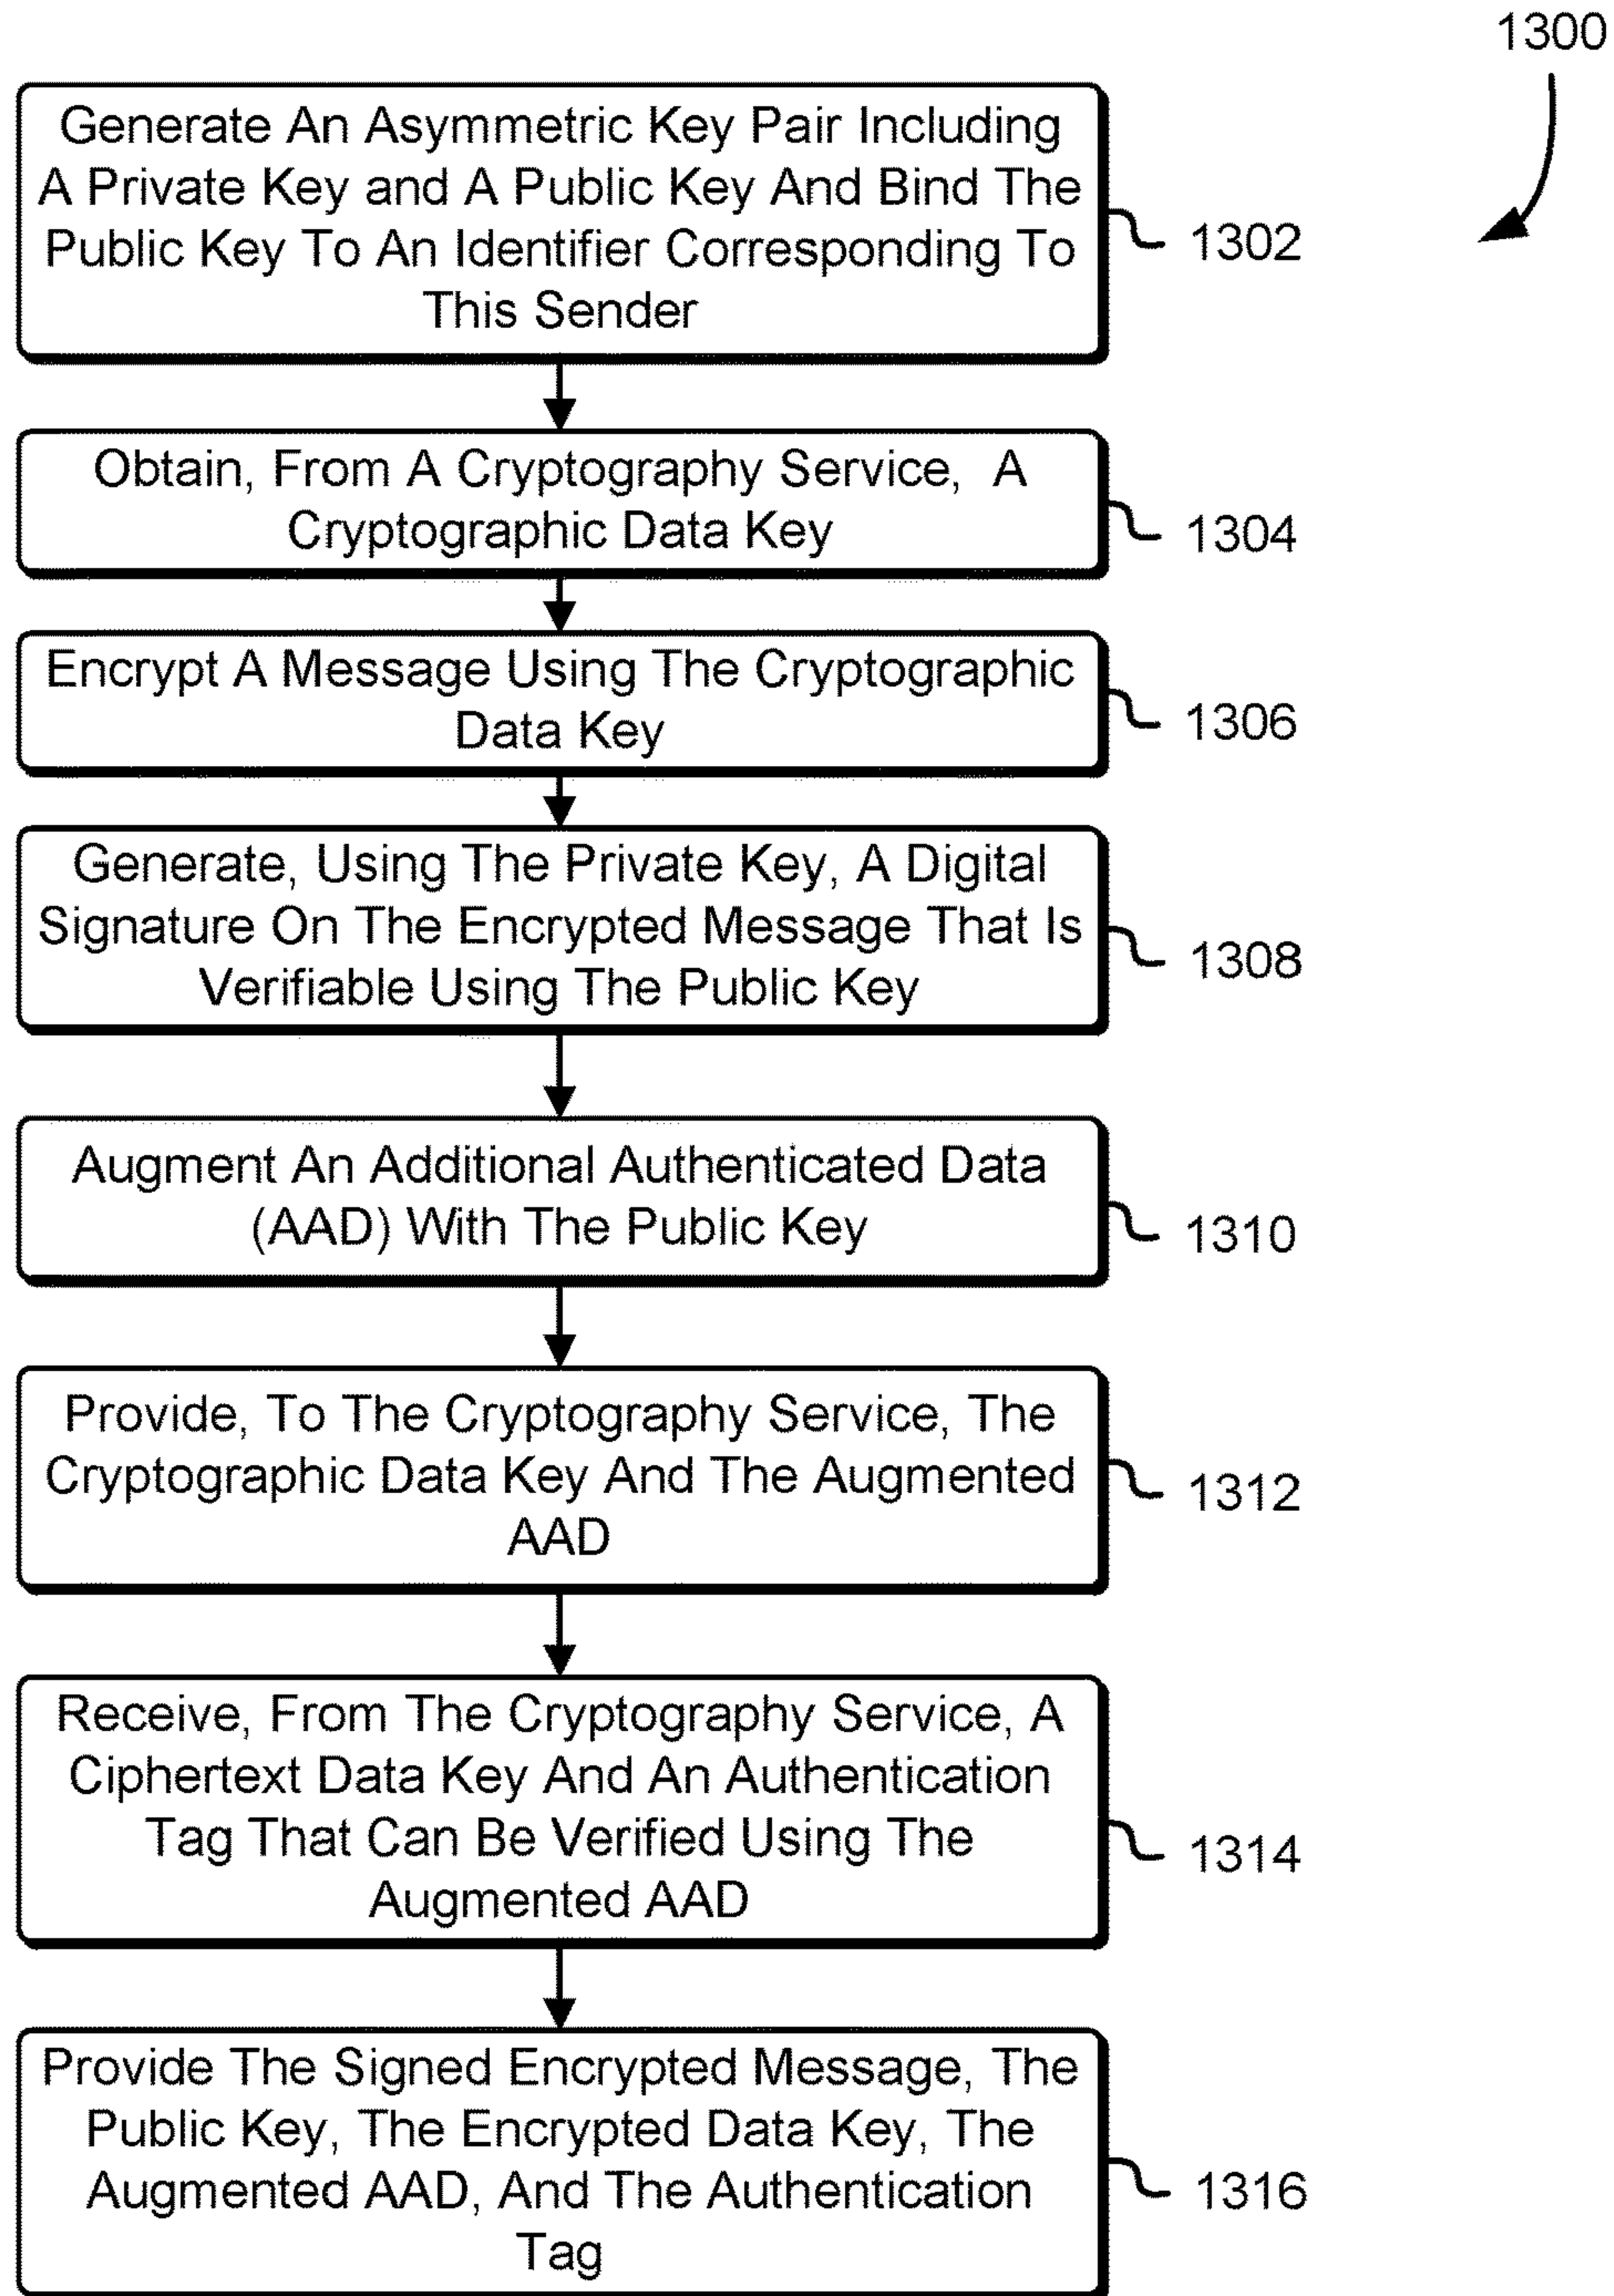 1300
Generate An Asymmetric Key Pair Including
A Private Key and A Public Key And Bind The
Public Key To An Identifier Corresponding To
This Sender
1302
Obtain, From A Cryptography Service, A
Cryptographic Data Key
1304
Encrypt A Message Using The Cryptographic
Data Key
1306
Generate, Using The Private Key, A Digital
Signature On The Encrypted Message That Is
Verifiable Using The Public Key
1308
Augment An Additional Authenticated Data
(AAD) With The Public Key
1310
Provide, To The Cryptography Service, The
Cryptographic Data Key And The Augmented
AAD
1312
Receive, From The Cryptography Service, A
Ciphertext Data Key And An Authentication
Tag That Can Be Verified Using The
Augmented AAD
1314
Provide The Signed Encrypted Message, The
Public Key, The Encrypted Data Key, The
Augmented AAD, And The Authentication
Tag
1316